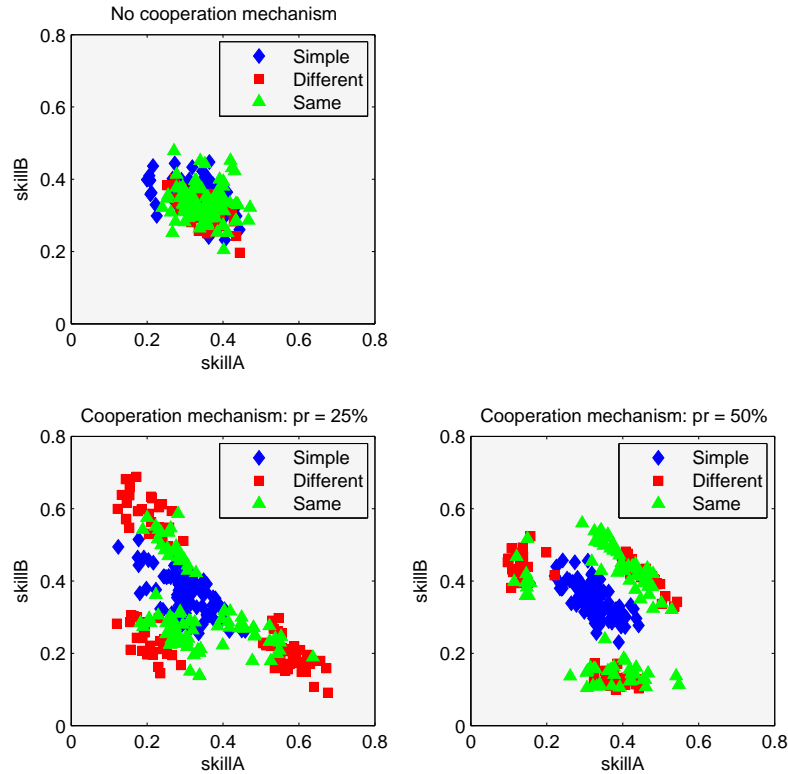 No cooperation mechanism
0.8
0.6
0.4
0.2
0
skillB
Simple
Different
Same
0 0.2 0.4 0.6 0.8
skillA
Cooperation mechanism: pr = 25%
0.8
0.6
0.4
0.2
0
skillB
Simple
Different
Same
0 0.2 0.4 0.6 0.8
skillA
Cooperation mechanism: pr = 50%
0.8
0.6
0.4
0.2
0
skillB
Simple
Different
Same
0 0.2 0.4 0.6 0.8
skillA